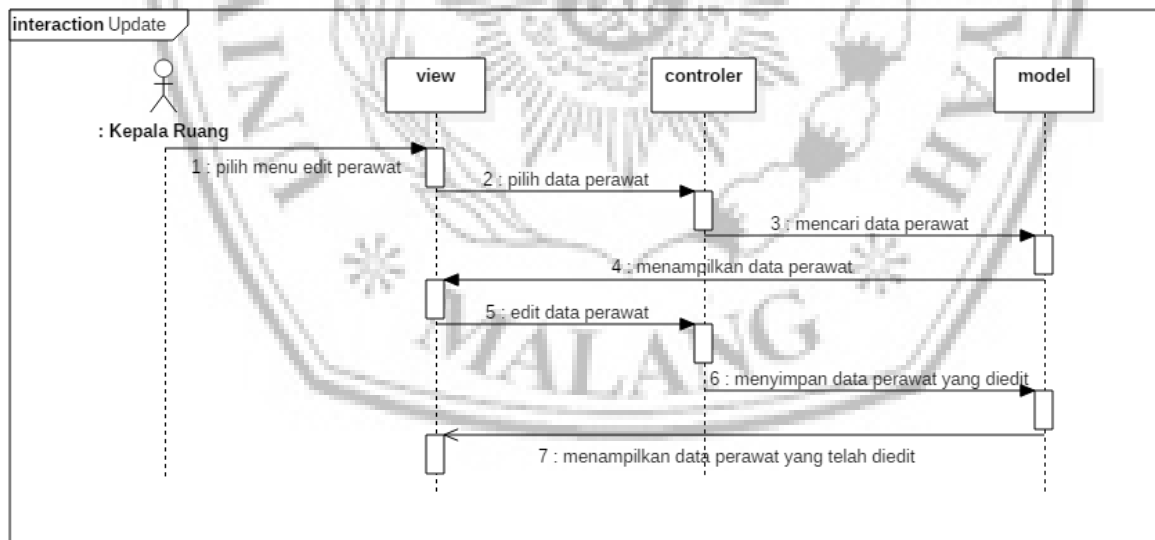 interaction Update
view
controler
model
: Kepala Ruang
1 : pilih menu edit perawat
2 : pilih data perawat
3 : mencari data perawat
4 : menampilkan data perawat
5 : edit data perawat
6 : menyimpan data perawat yang diedit
7 : menampilkan data perawat yang telah diedit
MALANG